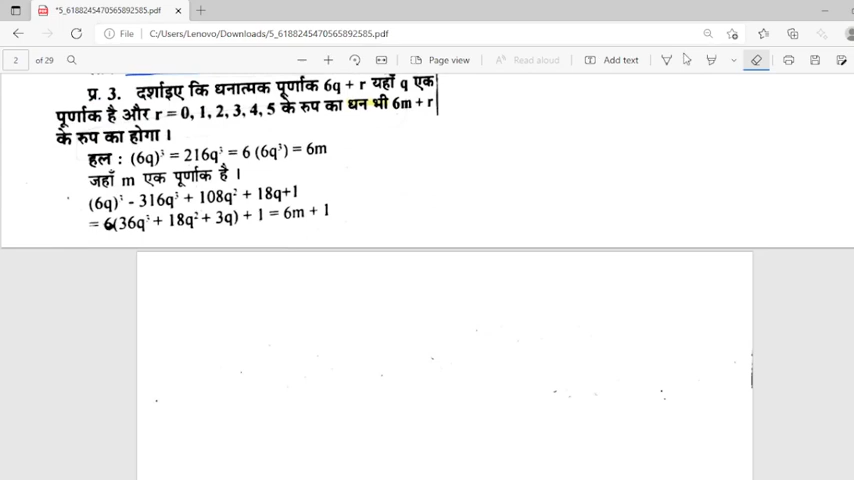 *5_6188245470565892585.pdf
File C:/Users/Lenovo/Downloads/5_6188245470565892585.pdf
2 of 29 Page view Read aloud Add text
प्र. 3. दर्शाइए कि धनात्मक पूर्णाक 6q + r यहाँ q एक
पूर्णाक है और r = 0, 1, 2, 3, 4, 5 के रुप का धन भी 6m + r
के रुप का होगा ।
हल : (6q)³ = 216q³ = 6 (6q³) = 6m
जहाँ m एक पूर्णाक है ।
(6q)³ - 316q³ + 108q² + 18q+1
= 6(36q³ + 18q² + 3q) + 1 = 6m + 1